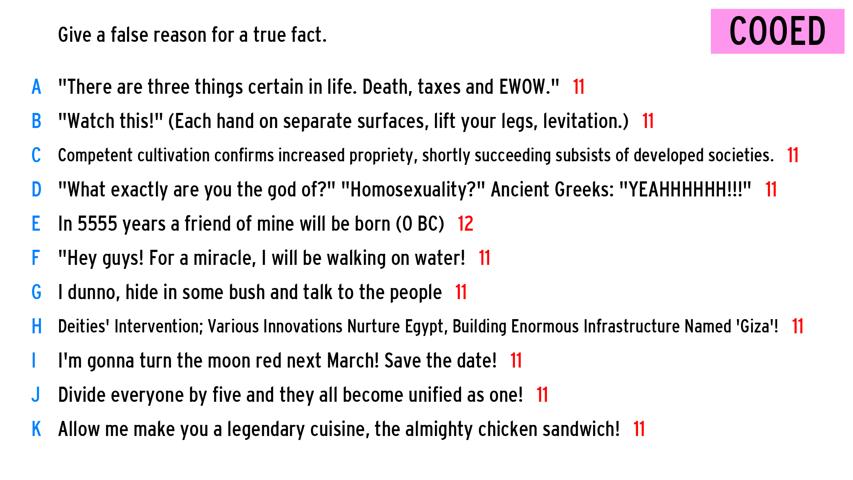 Give a false reason for a true fact.
COOED
A "There are three things certain in life. Death, taxes and EWOW." 11
B "Watch this!" (Each hand on separate surfaces, lift your legs, levitation.) 11
C Competent cultivation confirms increased propriety, shortly succeeding subsists of developed societies. 11
D "What exactly are you the god of?" "Homosexuality?" Ancient Greeks: "YEAHHHHHH!!!" 11
E In 5555 years a friend of mine will be born (0 BC) 12
F "Hey guys! For a miracle, I will be walking on water! 11
G I dunno, hide in some bush and talk to the people 11
H Deities' Intervention; Various Innovations Nurture Egypt, Building Enormous Infrastructure Named 'Giza'! 11
I I'm gonna turn the moon red next March! Save the date! 11
J Divide everyone by five and they all become unified as one! 11
K Allow me make you a legendary cuisine, the almighty chicken sandwich! 11